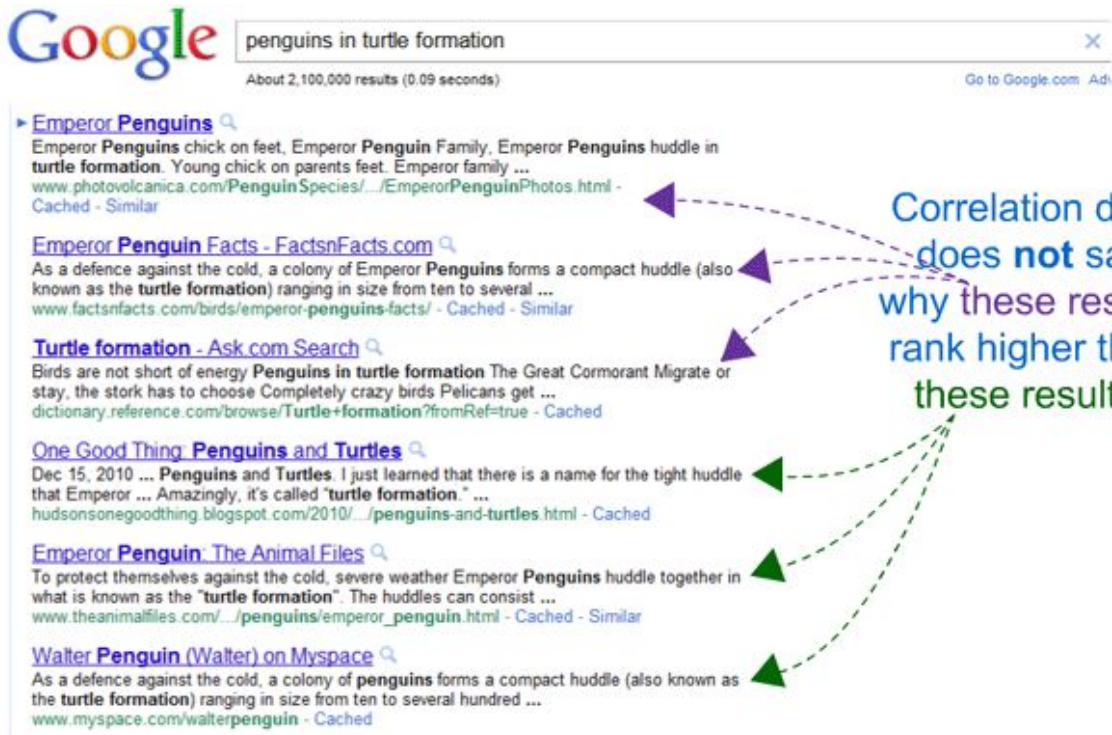 Google
penguins in turtle formation
×
About 2,100,000 results (0.09 seconds)
Go to Google.com
Emperor Penguins
Emperor Penguins chick on feet, Emperor Penguin Family, Emperor Penguins huddle in
turtle formation. Young chick on parents feet. Emperor family ...
www.photovolcanica.com/PenguinSpecies/.../EmperorPenguinPhotos.html -
Cached - Similar
Emperor Penguin Facts - FactsnFacts.com
As a defence against the cold, a colony of Emperor Penguins forms a compact huddle (also
known as the turtle formation) ranging in size from ten to several ...
www.factsnfacts.com/birds/emperor-penguins-facts/ - Cached - Similar
Turtle formation - Ask.com Search
Birds are not short of energy Penguins in turtle formation The Great Cormorant Migrate or
stay, the stork has to choose Completely crazy birds Pelicans get ...
dictionary.reference.com/browse/Turtle+formation?fromRef=true - Cached
One Good Thing: Penguins and Turtles
Dec 15, 2010 ... Penguins and Turtles. I just learned that there is a name for the tight huddle
that Emperor ... Amazingly, it's called "turtle formation." ...
hudsonsonegoodthing.blogspot.com/2010/.../penguins-and-turtles.html - Cached
Emperor Penguin: The Animal Files
To protect themselves against the cold, severe weather Emperor Penguins huddle together in
what is known as the "turtle formation". The huddles can consist ...
www.theanimalfiles.com/.../penguins/emperor_penguin.html - Cached - Similar
Walter Penguin (Walter) on Myspace
As a defence against the cold, a colony of penguins forms a compact huddle (also known as
the turtle formation) ranging in size from ten to several hundred ...
www.myspace.com/walterpenguin - Cached
Correlation
does not
why these
rank higher
these